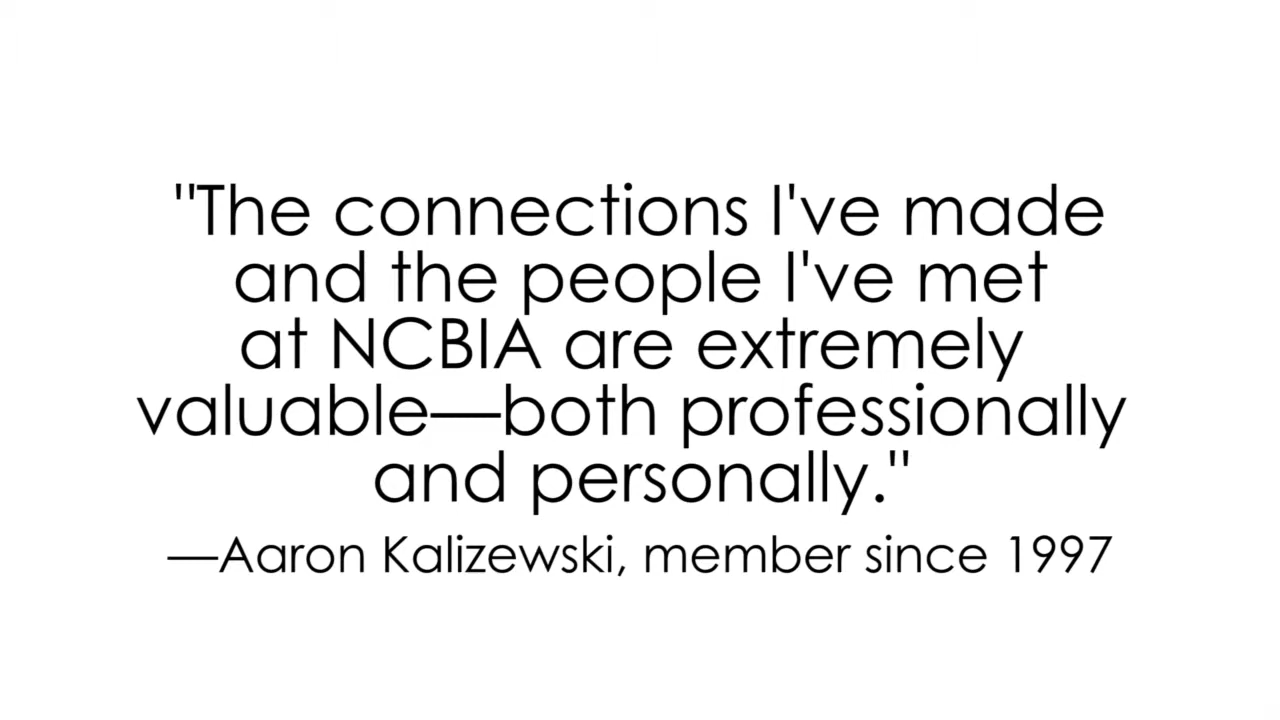 "The connections I've made
and the people I've met
at NCBIA are extremely
valuable—both professionally
and personally."
—Aaron Kalizewski, member since 1997